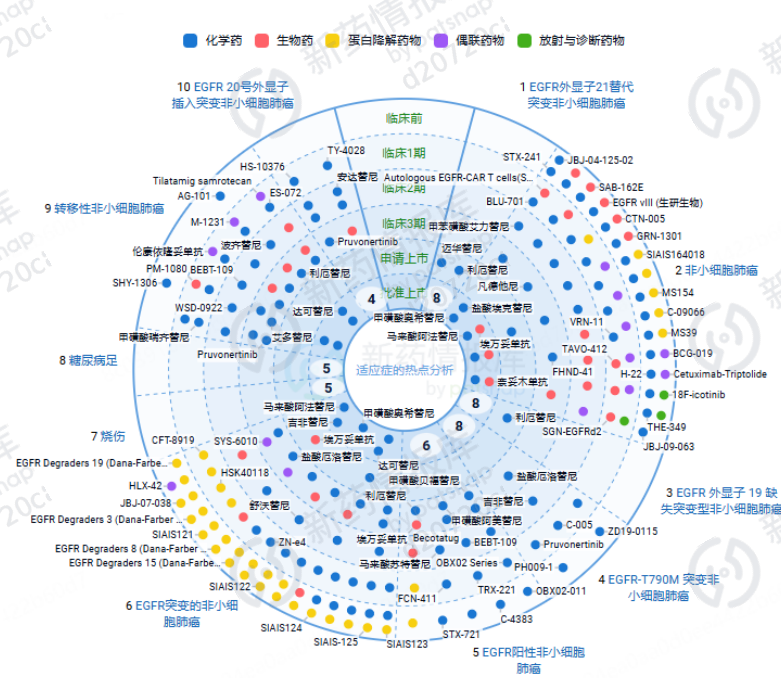 化学药 生物药 蛋白降解药物 偶联药物 放射与诊断药物
10 EGFR 20号外显子
插入突变非小细胞肺癌
1 EGFR外显子21替代
突变非小细胞肺癌
临床前
临床1期
临床2期
临床3期
申请上市
批准上市
TY-4028
STX-241
JBJ-04-125-02
HS-10376
安达替尼
Autologous EGFR-CAR T cells(S...
Tilatamig samrotecan
SAB-162E
AG-101
ES-072
BLU-701
EGFR vIII (生研生物)
9 转移性非小细胞肺癌
CTN-005
M-1231
甲苯磺酸艾力替尼
GRN-1301
波齐替尼
Pruvonertinib
迈华替尼
伦康依隆妥单抗
SIAIS164018
PM-1080
BEBT-109
利厄替尼
利厄替尼
2 非小细胞肺癌
SHY-1306
凡德他尼
MS154
4
8
WSD-0922
达可替尼
盐酸埃克替尼
C-09066
甲磺酸奥希替尼
VRN-11
甲磺酸瑞齐替尼
艾多替尼
马来酸阿法替尼
埃万妥单抗
MS39
Pruvonertinib
TAVO-412
BCG-019
8 糖尿病足
5
适应症的热点分析
FHND-41
H-22
Cetuximab-Triptolide
5
奈妥木单抗
18F-icotinib
马来酸阿法替尼
甲磺酸奥希替尼
8
利厄替尼
THE-349
吉非替尼
8
SGN-EGFRd2
7 烧伤
CFT-8919
SYS-6010
埃万妥单抗
6
JBJ-09-063
EGFR Degraders 19 (Dana-Farbe...
盐酸厄洛替尼
达可替尼
HSK40118
甲磺酸贝福替尼
盐酸厄洛替尼
HLX-42
利厄替尼
3 EGFR 外显子 19 缺
失突变型非小细胞肺癌
JBJ-07-038
舒沃替尼
吉非替尼
EGFR Degraders 3 (Dana-Farber ...
甲磺酸阿美替尼
C-005
ZD19-0115
SIAIS121
ZN-e4
埃万妥单抗
Becotatug
BEBT-109
Pruvonertinib
EGFR Degraders 8 (Dana-Farber ...
马来酸苏特替尼
OBX02 Series
PH009-1
EGFR Degraders 15 (Dana-Farbe...
4 EGFR-T790M 突变非
小细胞肺癌
SIAIS122
FCN-411
TRX-221
OBX02-011
6 EGFR突变的非小细
胞肺癌
SIAIS124
C-4383
SIAIS-125
SIAIS123
STX-721
5 EGFR阳性非小细胞
肺癌